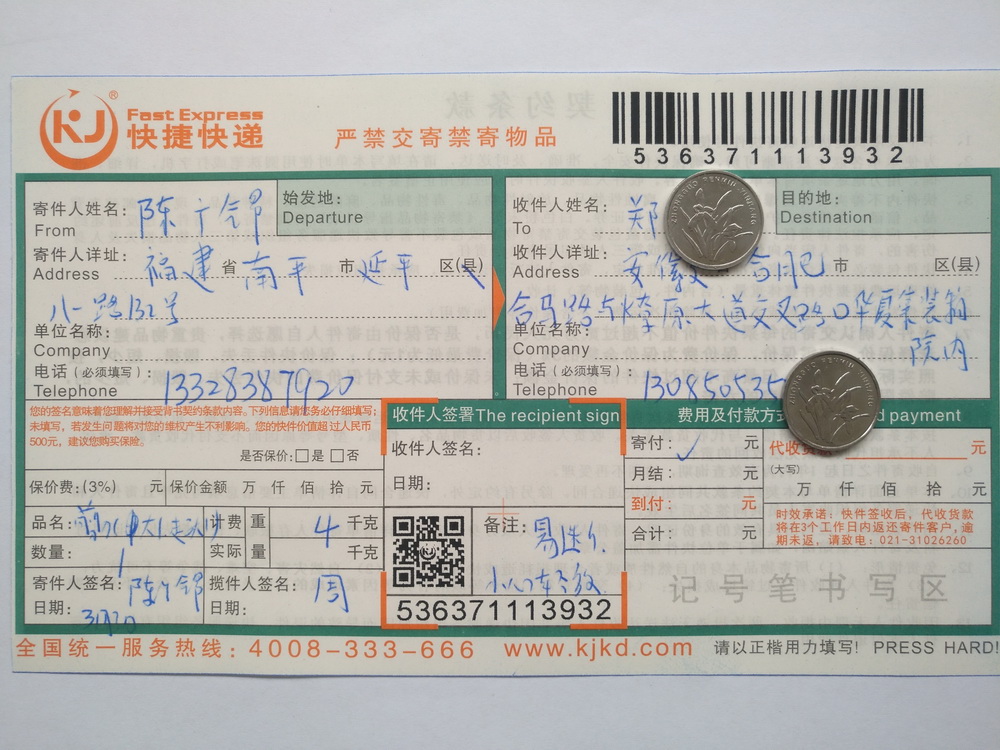 KJ ® Fast Express
快捷快递
严禁交寄禁寄物品
536371113932
寄件人姓名: 陈广邻
From
始发地:
Departure
寄件人详址: 福建省南平市延平区(县)
Address
八一路132号
单位名称:
Company
电话(必须填写): 13328387920
Telephone
收件人姓名: 郑
To
目的地:
Destination
收件人详址: 安徽 合肥市 区(县)
Address
合马路与燎原大道交叉路口华夏集装箱
院内
单位名称:
Company
电话(必须填写): 130850535
Telephone
您的签名意味着您理解并接受背书契约条款内容。下列信息请您务必仔细填写;
未填写,若发生问题将对您的维权产生不利影响。您的快件价值超过人民币
500元,建议您购买保险。
是否保价:□是 □否
保价费:(3%) 元 保价金额 万 仟 佰 拾 元
品名:
计费 重 4 千克
数量: 1
实际 量 千克
寄件人签名: 陈广邻
日期:
揽件人签名: 周
日期:
收件人签署The recipient sign
收件人签名:
日期:
备注:
536371113932
费用及付款方式 d payment
寄付: ✓ 元
月结: 元
到付: 元
合计: 元
代收货 元
(大写)
万 仟 佰 拾 元
时效承诺: 快件签收后,代收货款
将在3个工作日内返还寄件客户,逾
期未返,请致电: 021-31026260
记号笔书写区
全国统一服务热线: 4008-333-666 www.kjkd.com 请以正楷用力填写! PRESS HARD!